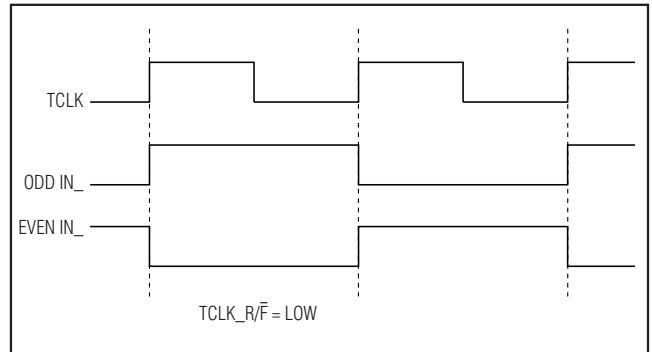 TCLK
ODD IN_
EVEN IN_
TCLK_R/F̅ = LOW